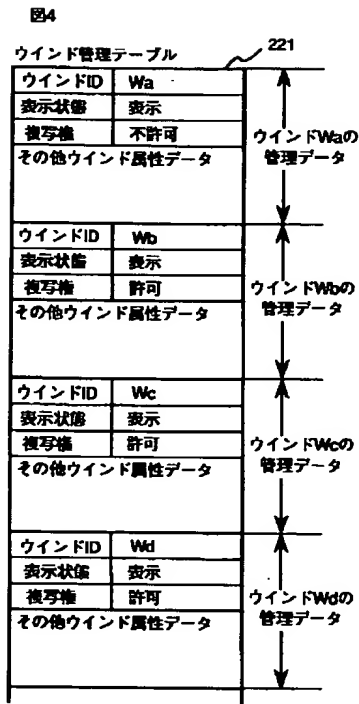 図4
ウインド管理テーブル
221
ウインドID Wa
表示状態 表示
複写権 不許可
その他ウインド属性データ
ウインドWaの
管理データ
ウインドID Wb
表示状態 表示
複写権 許可
その他ウインド属性データ
ウインドWbの
管理データ
ウインドID Wc
表示状態 表示
複写権 許可
その他ウインド属性データ
ウインドWcの
管理データ
ウインドID Wd
表示状態 表示
複写権 許可
その他ウインド属性データ
ウインドWdの
管理データ